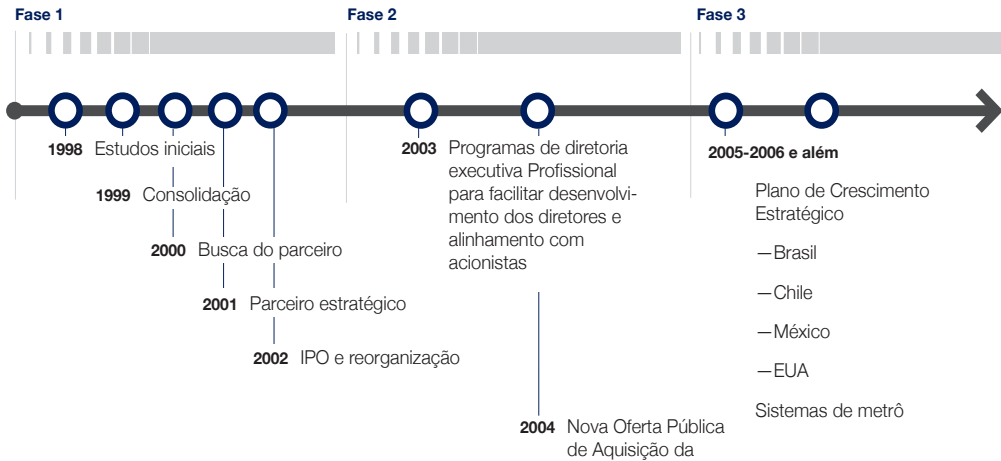 Fase 1
Fase 2
Fase 3
1998 Estudos iniciais
1999 Consolidação
2000 Busca do parceiro
2001 Parceiro estratégico
2002 IPO e reorganização
2003 Programas de diretoria
executiva Profissional
para facilitar desenvolvi-
mento dos diretores e
alinhamento com
acionistas
2004 Nova Oferta Pública
de Aquisição da
2005-2006 e além
Plano de Crescimento
Estratégico
—Brasil
—Chile
—México
—EUA
Sistemas de metrô